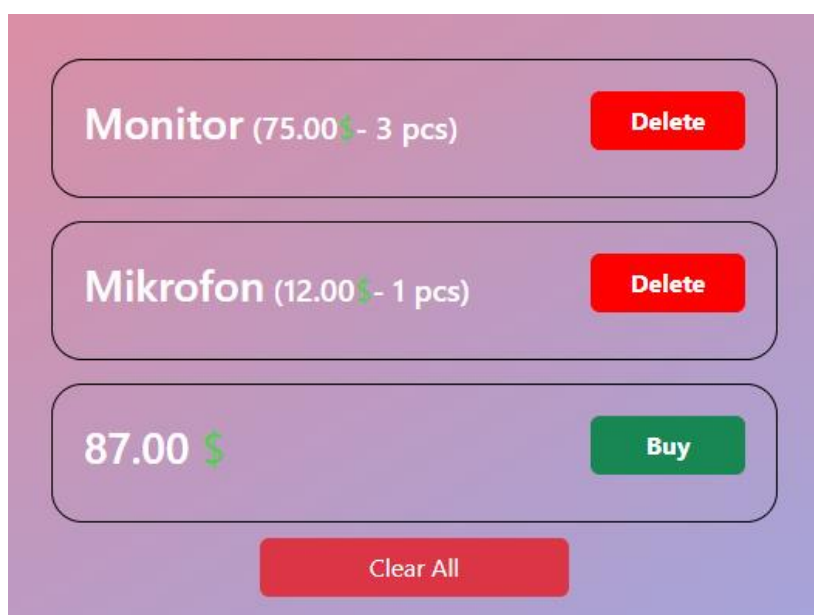 Monitor (75.00$- 3 pcs)
Delete
Mikrofon (12.00$- 1 pcs)
Delete
87.00 $
Buy
Clear All